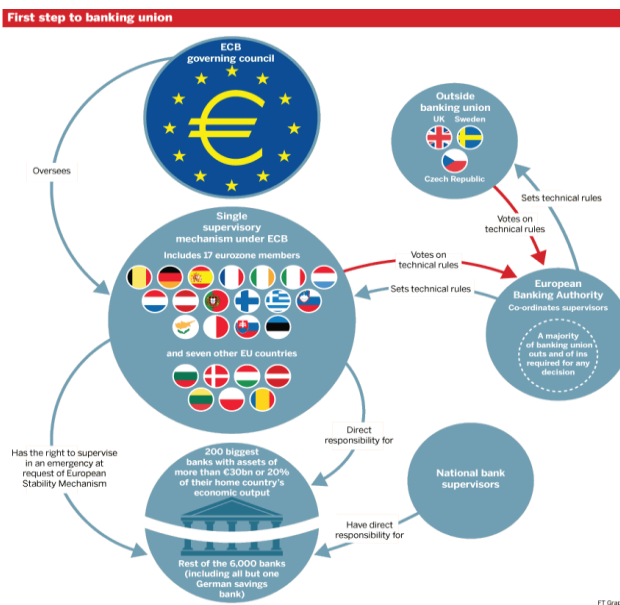 First step to banking union
ECB
governing council
Oversees
Outside
banking union
UK Sweden
Czech Republic
Sets technical rules
Votes on
technical rules
Single
supervisory
mechanism under ECB
Includes 17 eurozone members
and seven other EU countries
Votes on
technical rules
Sets technical rules
European
Banking Authority
Co-ordinates supervisors
A majority
of banking union
outs and of ins
required for any
decision
Has the right to supervise
in an emergency at
request of European
Stability Mechanism
Direct
responsibility for
200 biggest
banks with assets of
more than €30bn or 20%
of their home country's
economic output
National bank
supervisors
Have direct
responsibility for
Rest of the 6,000 banks
(including all but one
German savings
bank)
FT Grap